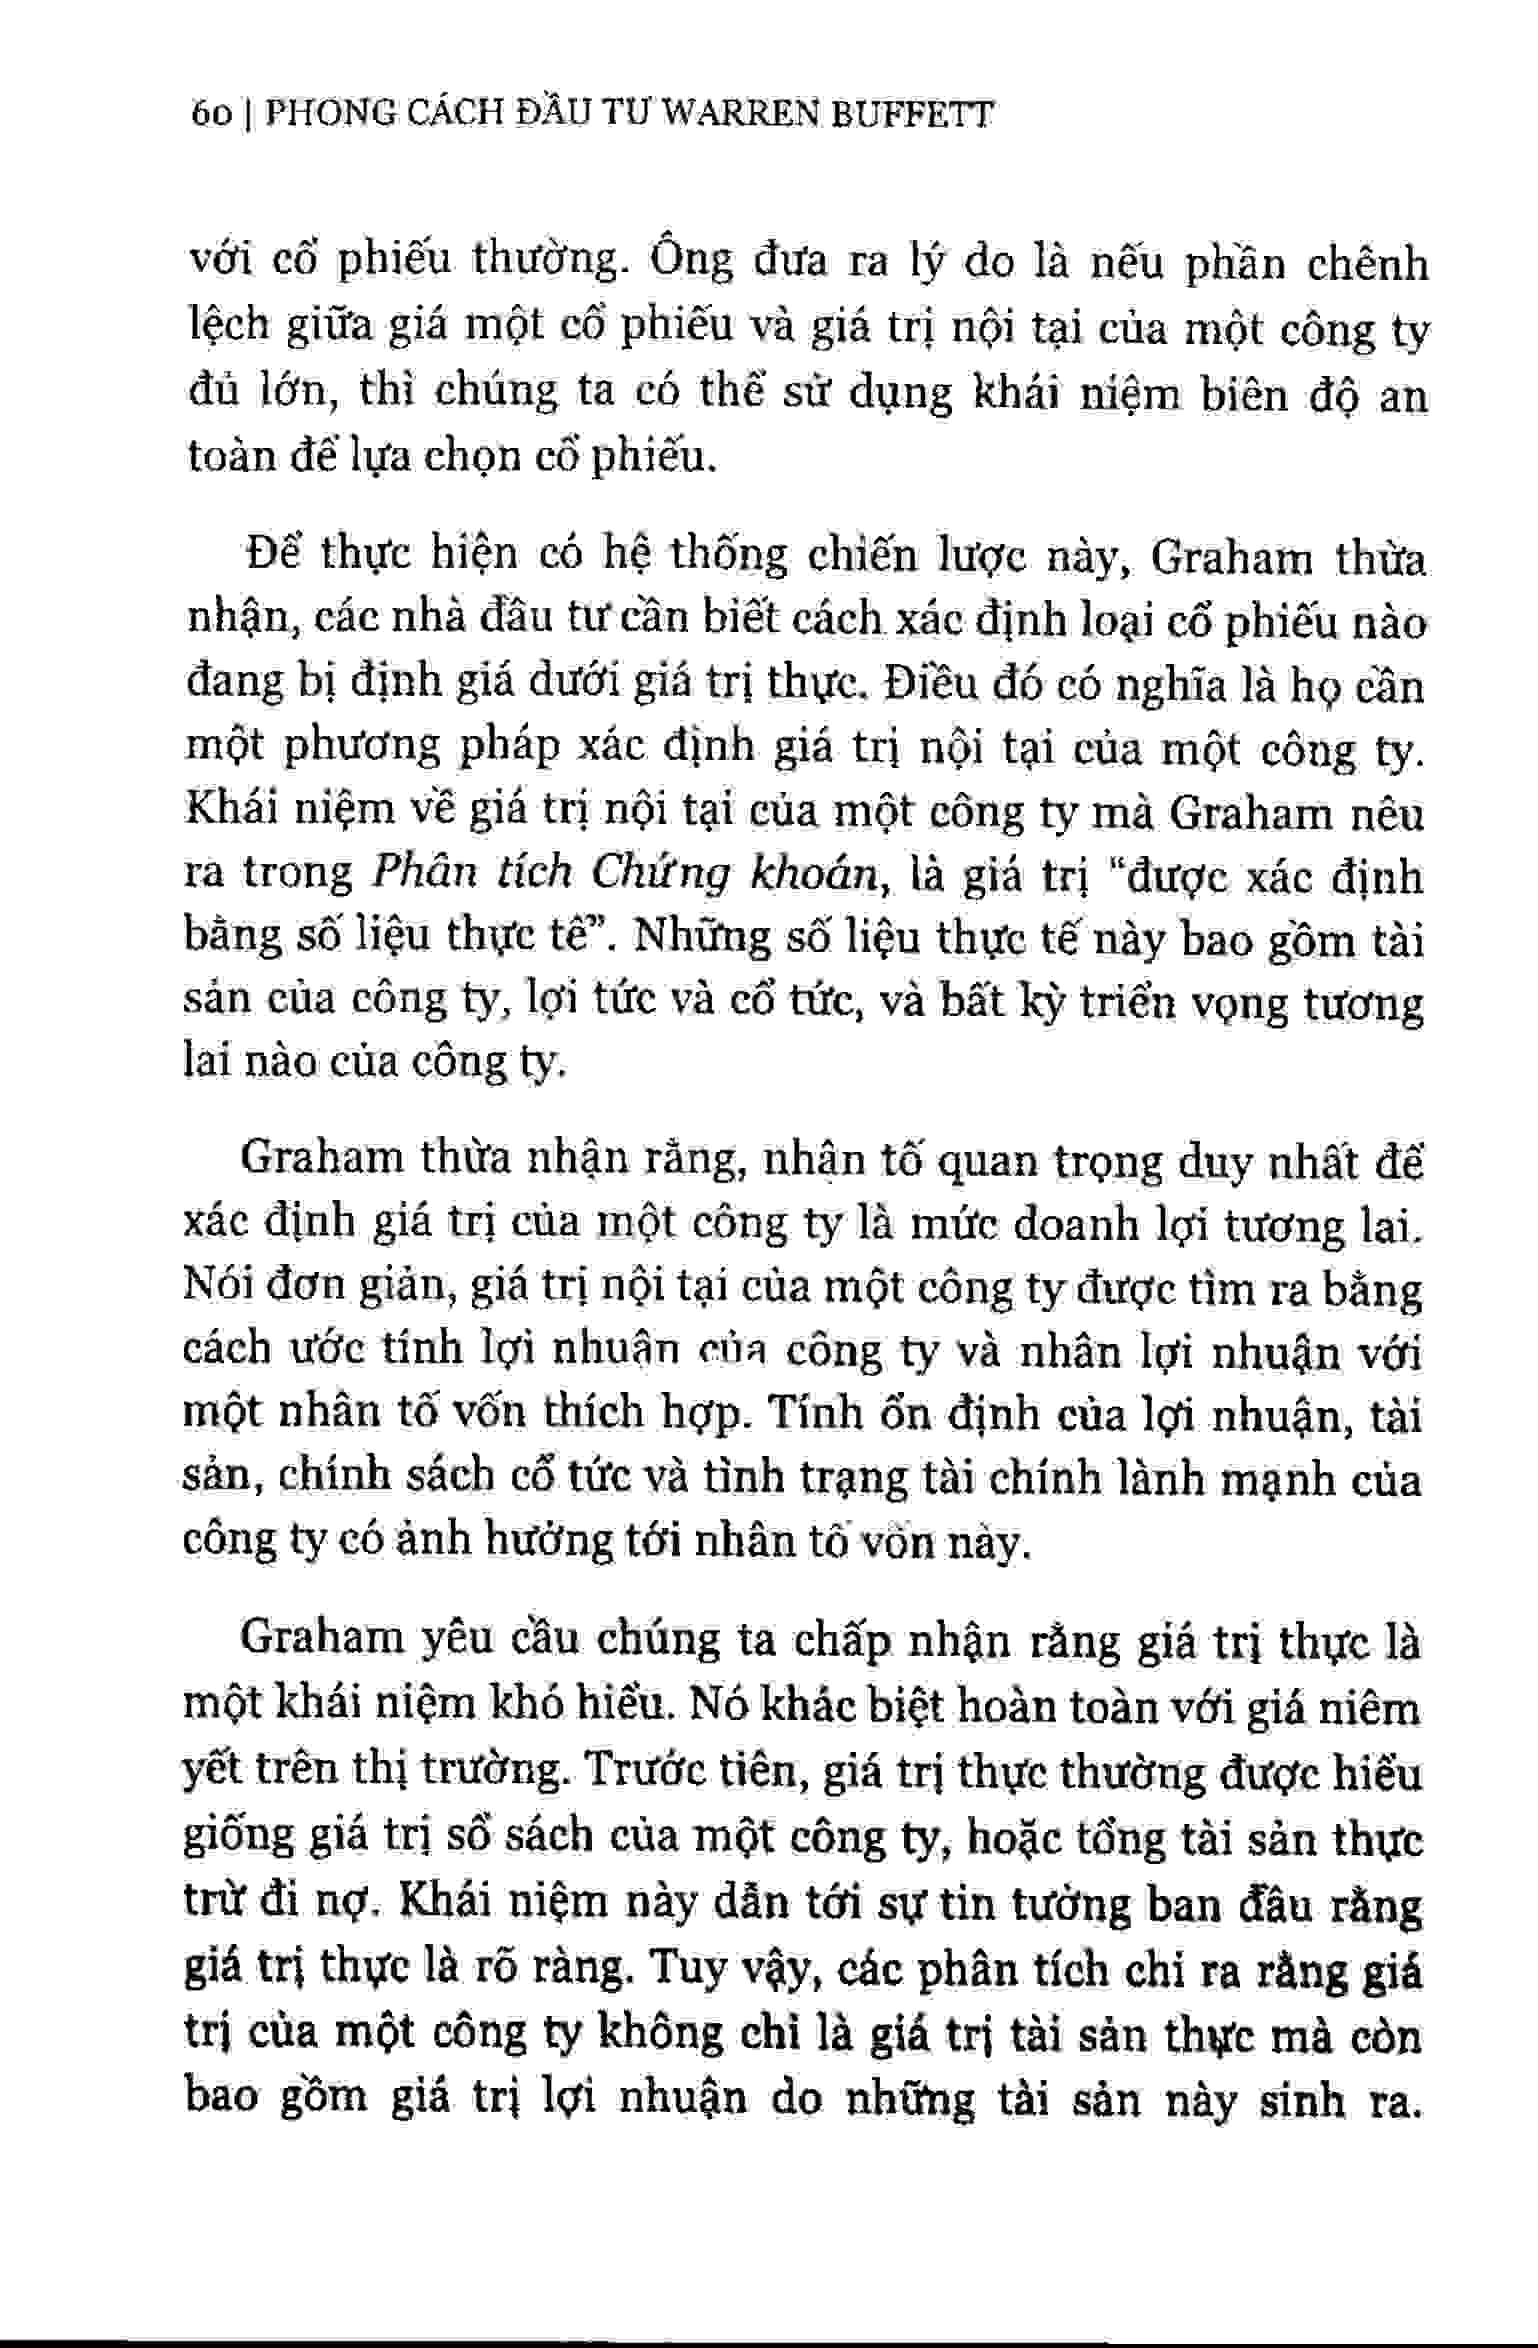 60 | PHONG CÁCH ĐẦU TƯ WARREN BUFFETT
với cổ phiếu thường. Ông đưa ra lý do là nếu phần chênh
lệch giữa giá một cổ phiếu và giá trị nội tại của một công ty
đủ lớn, thì chúng ta có thể sử dụng khái niệm biên độ an
toàn để lựa chọn cổ phiếu.
Để thực hiện có hệ thống chiến lược này, Graham thừa
nhận, các nhà đầu tư cần biết cách xác định loại cổ phiếu nào
đang bị định giá dưới giá trị thực. Điều đó có nghĩa là họ cần
một phương pháp xác định giá trị nội tại của một công ty.
Khái niệm về giá trị nội tại của một công ty mà Graham nêu
ra trong Phân tích Chứng khoán, là giá trị “được xác định
bằng số liệu thực tế”. Những số liệu thực tế này bao gồm tài
sản của công ty, lợi tức và cổ tức, và bất kỳ triển vọng tương
lai nào của công ty.
Graham thừa nhận rằng, nhân tố quan trọng duy nhất để
xác định giá trị của một công ty là mức doanh lợi tương lai.
Nói đơn giản, giá trị nội tại của một công ty được tìm ra bằng
cách ước tính lợi nhuận của công ty và nhân lợi nhuận với
một nhân tố vốn thích hợp. Tính ổn định của lợi nhuận, tài
sản, chính sách cổ tức và tình trạng tài chính lành mạnh của
công ty có ảnh hưởng tới nhân tố vốn này.
Graham yêu cầu chúng ta chấp nhận rằng giá trị thực là
một khái niệm khó hiểu. Nó khác biệt hoàn toàn với giá niêm
yết trên thị trường. Trước tiên, giá trị thực thường được hiểu
giống giá trị sổ sách của một công ty, hoặc tổng tài sản thực
trừ đi nợ. Khái niệm này dẫn tới sự tin tưởng ban đầu rằng
giá trị thực là rõ ràng. Tuy vậy, các phân tích chỉ ra rằng giá
trị của một công ty không chỉ là giá trị tài sản thực mà còn
bao gồm giá trị lợi nhuận do những tài sản này sinh ra.